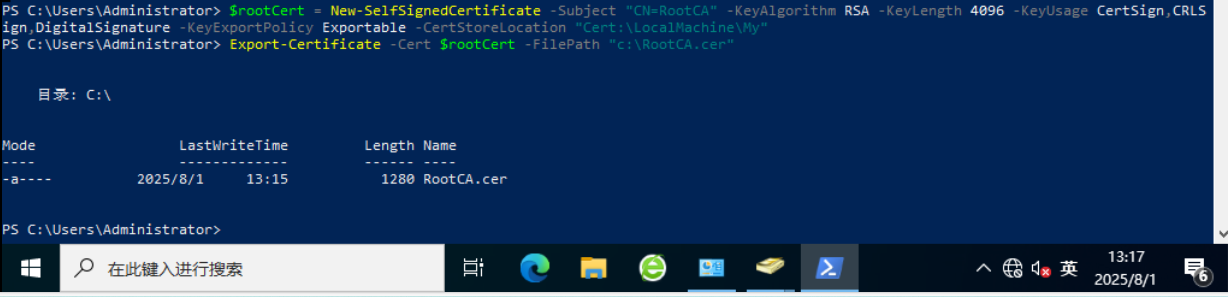 PS C:\Users\Administrator> $rootCert = New-SelfSignedCertificate -Subject "CN=RootCA" -KeyAlgorithm RSA -KeyLength 4096 -KeyUsage CertSign,CRLS
ign,DigitalSignature -KeyExportPolicy Exportable -CertStoreLocation "Cert:\LocalMachine\My"
PS C:\Users\Administrator> Export-Certificate -Cert $rootCert -FilePath "c:\RootCA.cer"
目录: C:\
Mode LastWriteTime Length Name
---- ------------- ------ ----
-a---- 2025/8/1 13:15 1280 RootCA.cer
PS C:\Users\Administrator>
在此键入进行搜索
英
13:17
2025/8/1
6